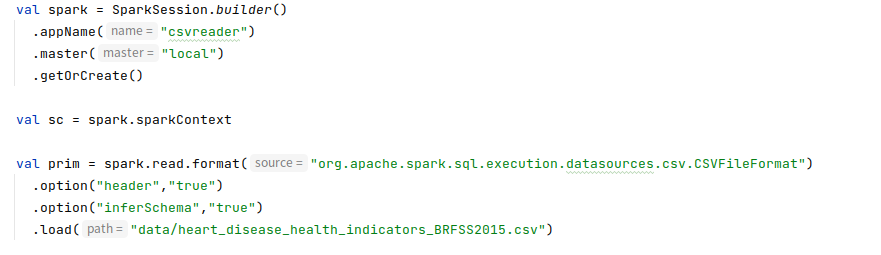 val spark = SparkSession.builder()
.appName( name = "csvreader")
.master( master = "local")
.getOrCreate()
val sc = spark.sparkContext
val prim = spark.read.format( source = "org.apache.spark.sql.execution.datasources.csv.CSVFileFormat")
.option("header","true")
.option("inferSchema","true")
.load( path = "data/heart_disease_health_indicators_BRFSS2015.csv")